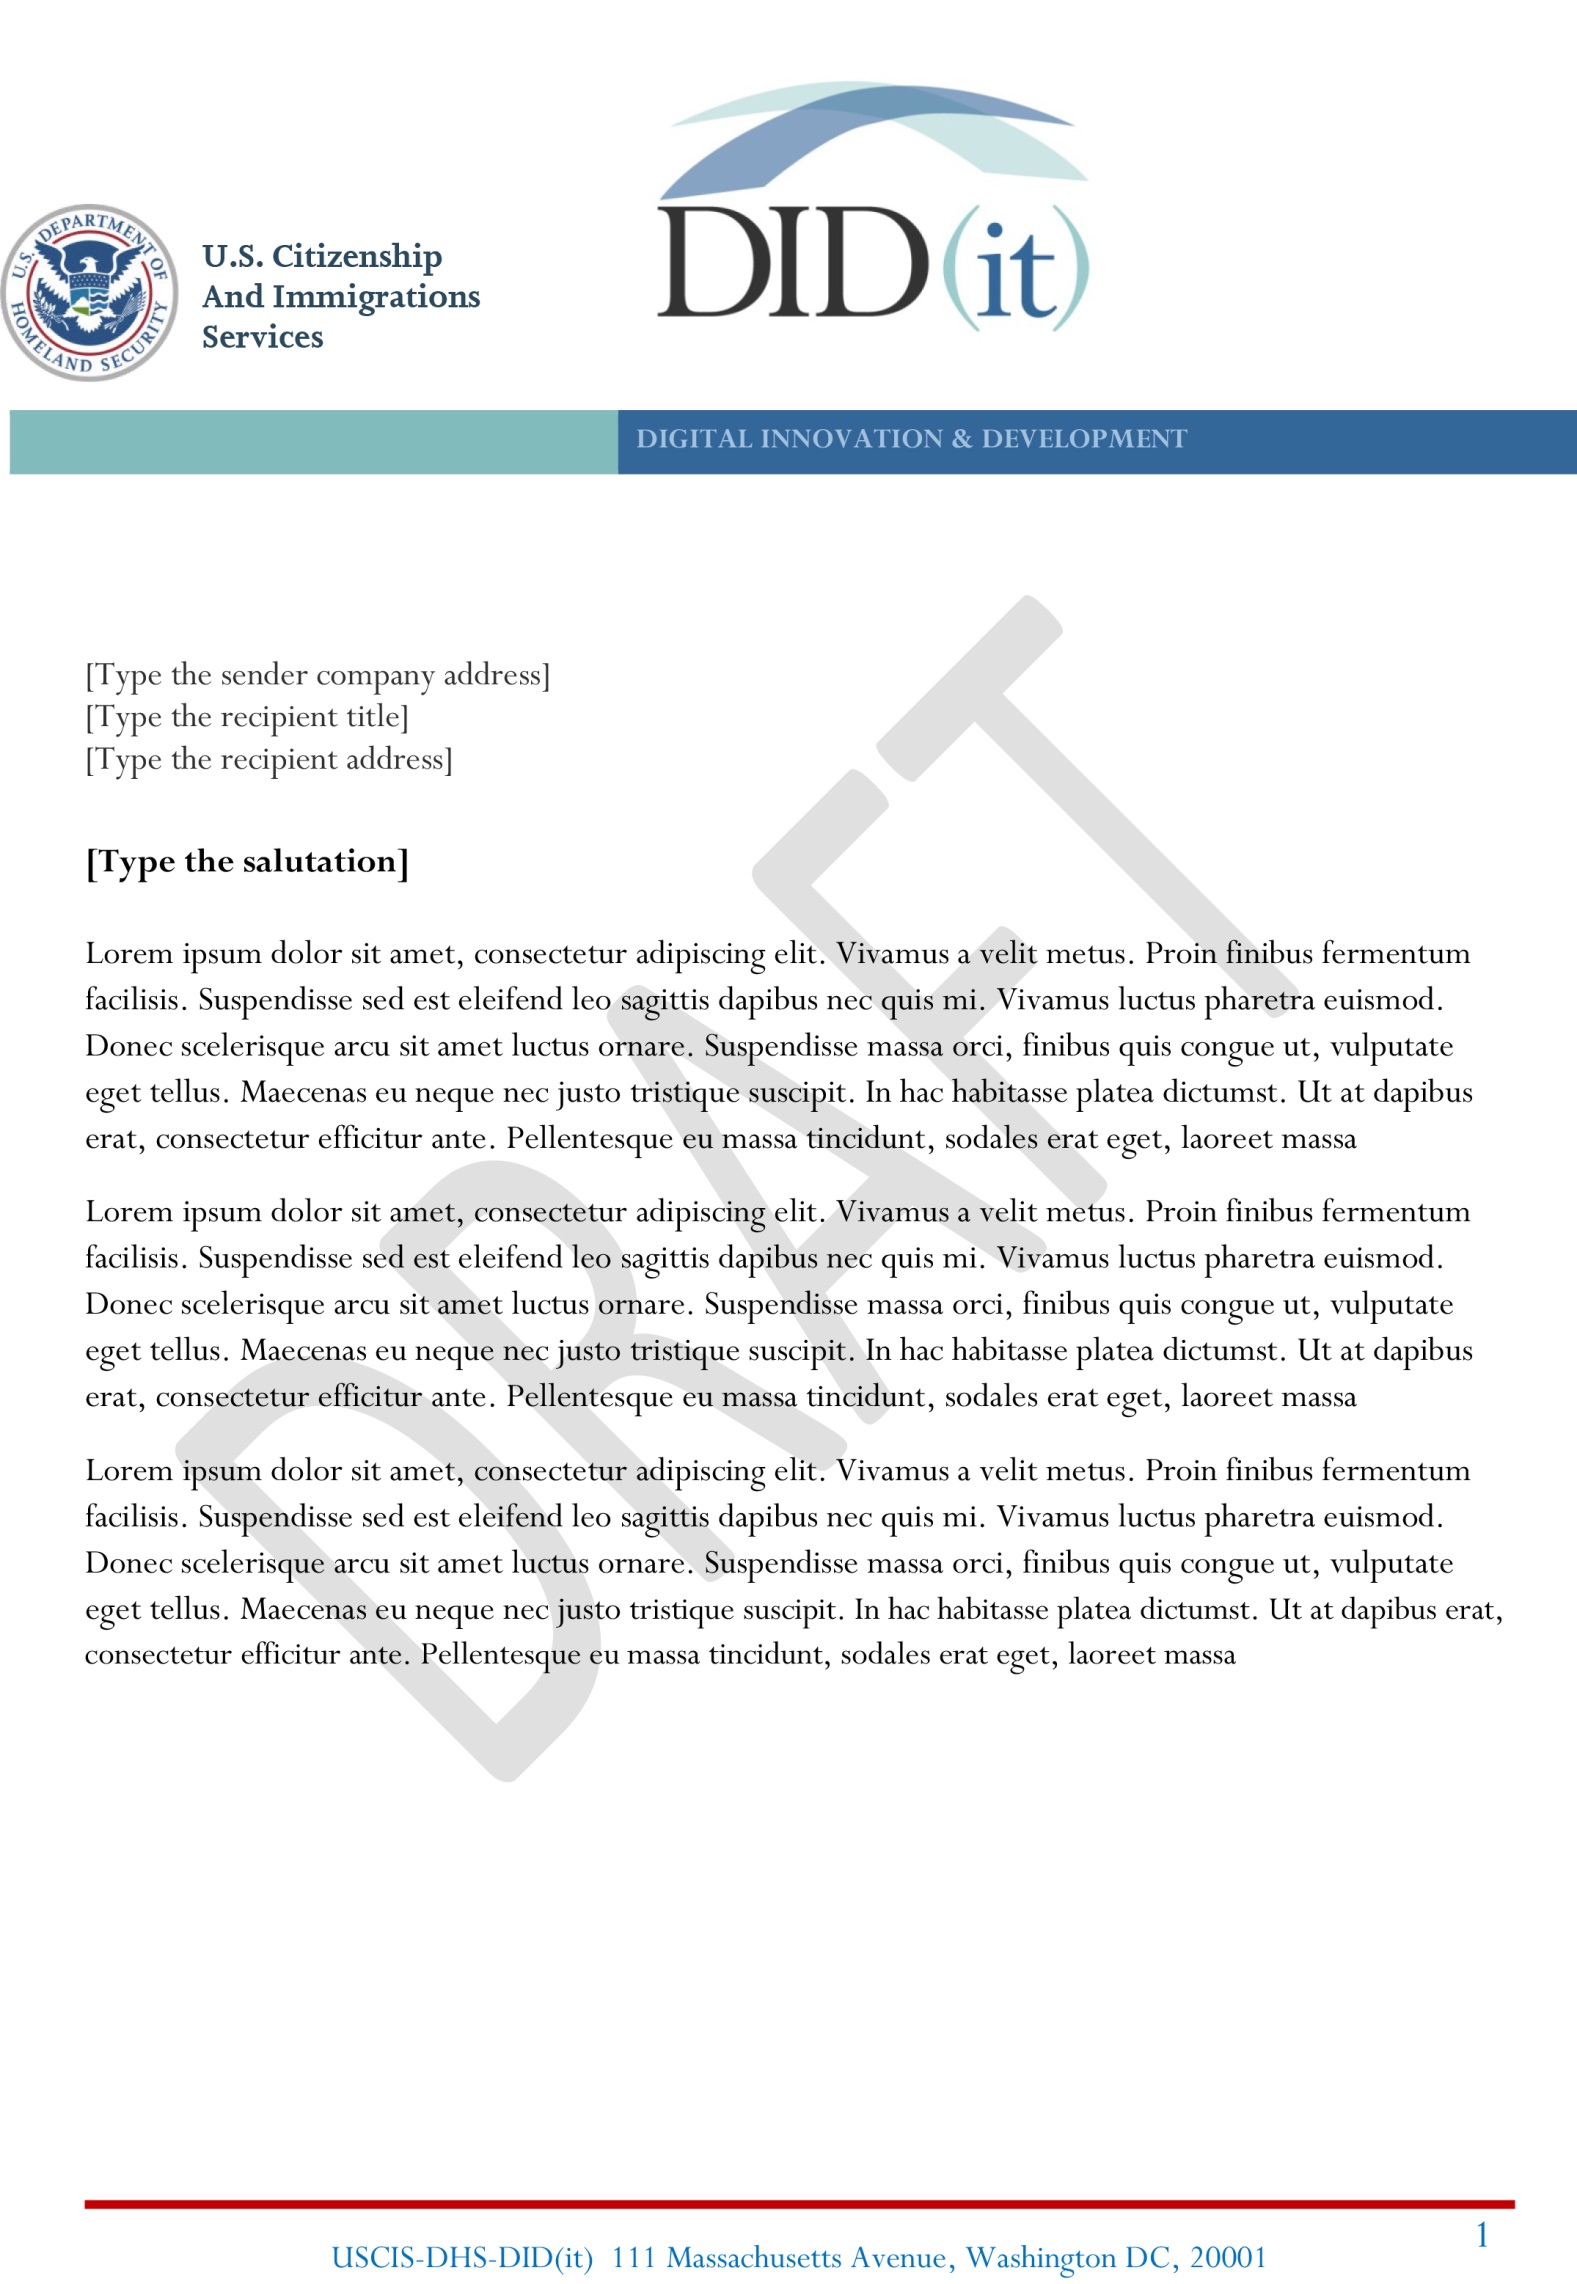 U.S. DEPARTMENT OF HOMELAND SECURITY
U.S. Citizenship
And Immigrations
Services
DID(it)
DIGITAL INNOVATION & DEVELOPMENT
[Type the sender company address]
[Type the recipient title]
[Type the recipient address]
[Type the salutation]
DRAFT
Lorem ipsum dolor sit amet, consectetur adipiscing elit. Vivamus a velit metus. Proin finibus fermentum
facilisis. Suspendisse sed est eleifend leo sagittis dapibus nec quis mi. Vivamus luctus pharetra euismod.
Donec scelerisque arcu sit amet luctus ornare. Suspendisse massa orci, finibus quis congue ut, vulputate
eget tellus. Maecenas eu neque nec justo tristique suscipit. In hac habitasse platea dictumst. Ut at dapibus
erat, consectetur efficitur ante. Pellentesque eu massa tincidunt, sodales erat eget, laoreet massa
Lorem ipsum dolor sit amet, consectetur adipiscing elit. Vivamus a velit metus. Proin finibus fermentum
facilisis. Suspendisse sed est eleifend leo sagittis dapibus nec quis mi. Vivamus luctus pharetra euismod.
Donec scelerisque arcu sit amet luctus ornare. Suspendisse massa orci, finibus quis congue ut, vulputate
eget tellus. Maecenas eu neque nec justo tristique suscipit. In hac habitasse platea dictumst. Ut at dapibus
erat, consectetur efficitur ante. Pellentesque eu massa tincidunt, sodales erat eget, laoreet massa
Lorem ipsum dolor sit amet, consectetur adipiscing elit. Vivamus a velit metus. Proin finibus fermentum
facilisis. Suspendisse sed est eleifend leo sagittis dapibus nec quis mi. Vivamus luctus pharetra euismod.
Donec scelerisque arcu sit amet luctus ornare. Suspendisse massa orci, finibus quis congue ut, vulputate
eget tellus. Maecenas eu neque nec justo tristique suscipit. In hac habitasse platea dictumst. Ut at dapibus erat,
consectetur efficitur ante. Pellentesque eu massa tincidunt, sodales erat eget, laoreet massa
1
USCIS-DHS-DID(it) 111 Massachusetts Avenue, Washington DC, 20001